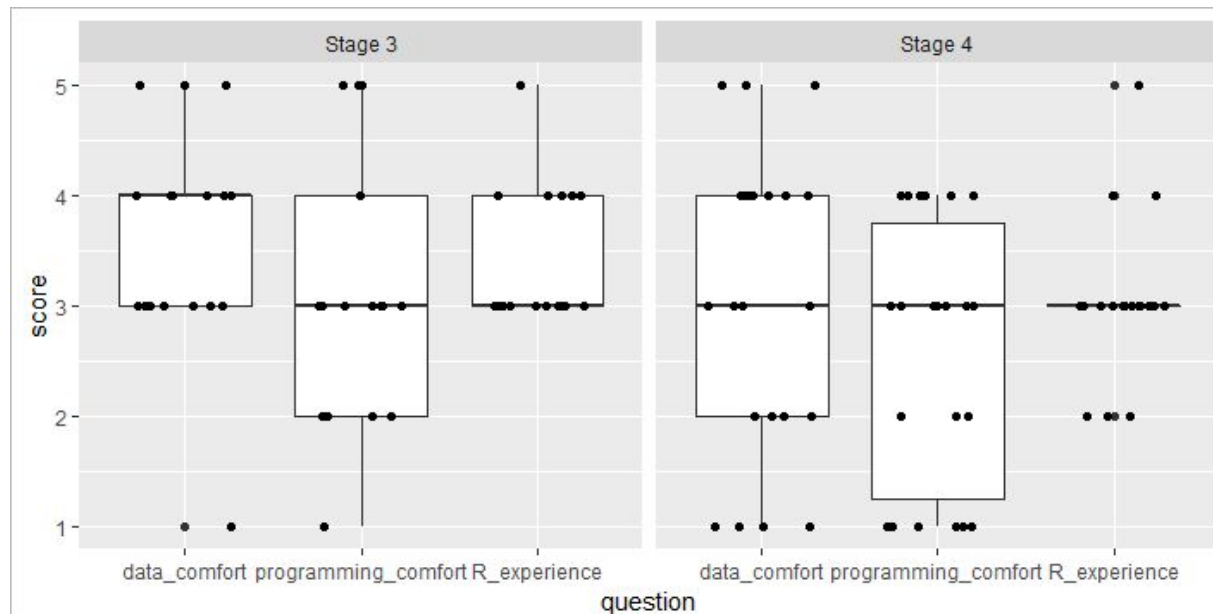 Stage 3 Stage 4
5
4
3
2
1
score
data_comfort programming_comfort R_experience data_comfort programming_comfort R_experience
question